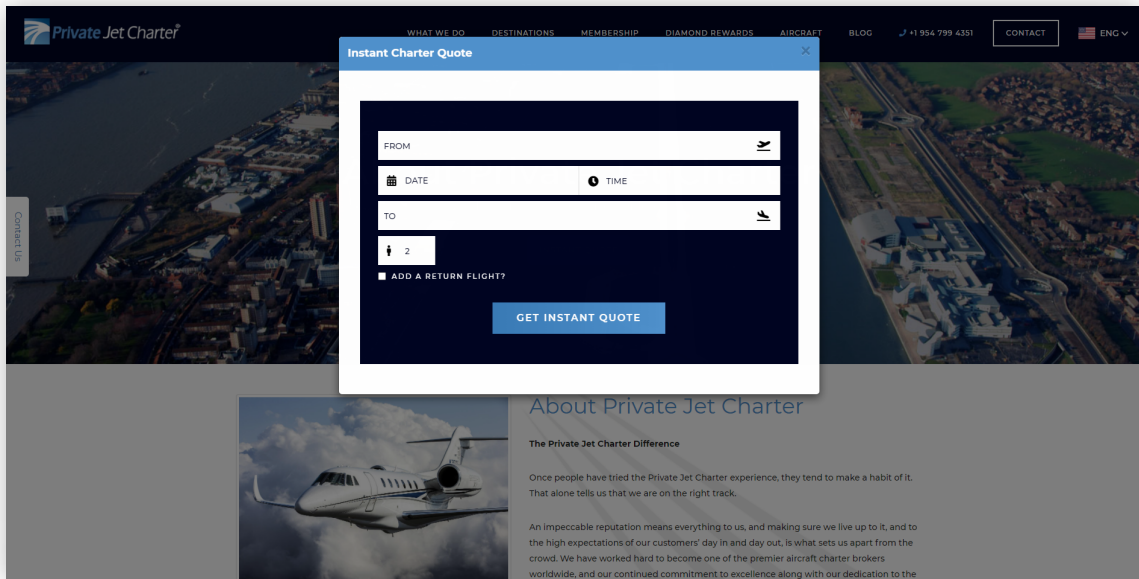 Private Jet Charter®
WHAT WE DO DESTINATIONS MEMBERSHIP DIAMOND REWARDS AIRCRAFT BLOG +1 954 799 4351 CONTACT ENG
Instant Charter Quote ×
FROM
DATE TIME
TO
2
ADD A RETURN FLIGHT?
GET INSTANT QUOTE
Contact Us
About Private Jet Charter
The Private Jet Charter Difference
Once people have tried the Private Jet Charter experience, they tend to make a habit of it.
That alone tells us that we are on the right track.
An impeccable reputation means everything to us, and making sure we live up to it, and to
the high expectations of our customers' day in and day out, is what sets us apart from the
crowd. We have worked hard to become one of the premier aircraft charter brokers
worldwide, and our continued commitment to excellence along with our dedication to the